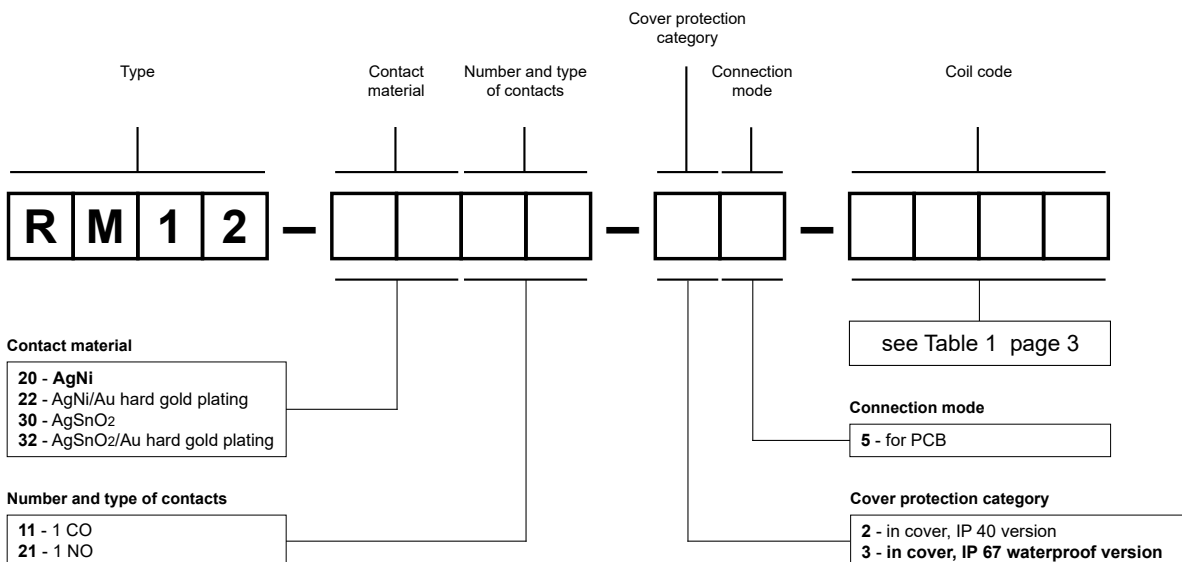 Cover protection
category
Type
Contact
material
Number and type
of contacts
Connection
mode
Coil code
R M 1 2 – – –
Contact material
20 - AgNi
22 - AgNi/Au hard gold plating
30 - AgSnO2
32 - AgSnO2/Au hard gold plating
Number and type of contacts
11 - 1 CO
21 - 1 NO
see Table 1 page 3
Connection mode
5 - for PCB
Cover protection category
2 - in cover, IP 40 version
3 - in cover, IP 67 waterproof version